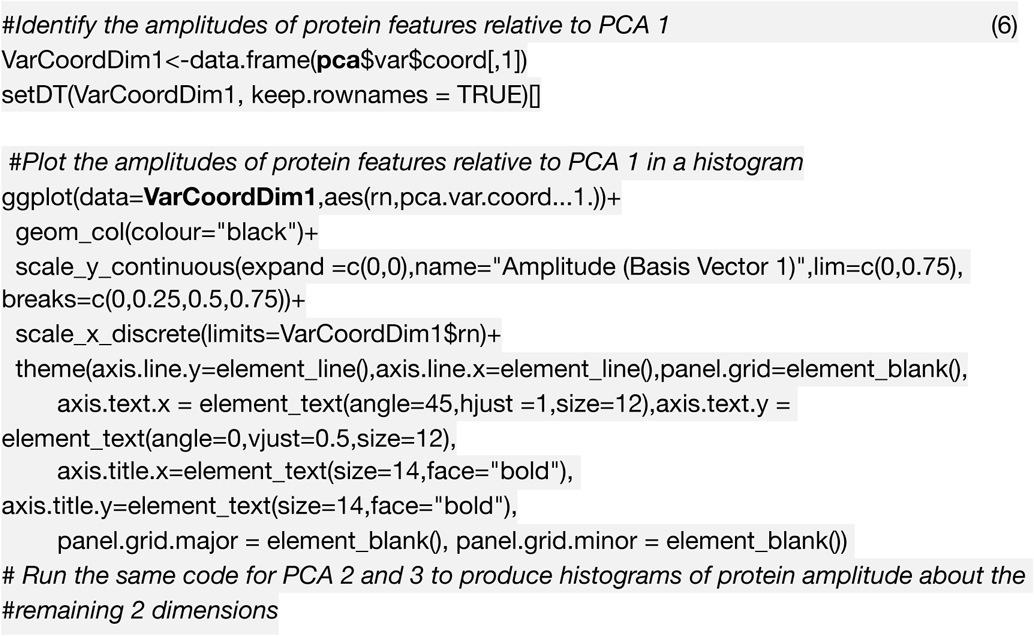 #Identify the amplitudes of protein features relative to PCA 1 (6)
VarCoordDim1<-data.frame(pca$var$coord[,1])
setDT(VarCoordDim1, keep.rownames = TRUE)[]
#Plot the amplitudes of protein features relative to PCA 1 in a histogram
ggplot(data=VarCoordDim1,aes(rn,pca.var.coord...1.))+
geom_col(colour="black")+
scale_y_continuous(expand =c(0,0),name="Amplitude (Basis Vector 1)",lim=c(0,0.75),
breaks=c(0,0.25,0.5,0.75))+
scale_x_discrete(limits=VarCoordDim1$rn)+
theme(axis.line.y=element_line(),axis.line.x=element_line(),panel.grid=element_blank(),
axis.text.x = element_text(angle=45,hjust =1,size=12),axis.text.y =
element_text(angle=0,vjust=0.5,size=12),
axis.title.x=element_text(size=14,face="bold"),
axis.title.y=element_text(size=14,face="bold"),
panel.grid.major = element_blank(), panel.grid.minor = element_blank())
# Run the same code for PCA 2 and 3 to produce histograms of protein amplitude about the
#remaining 2 dimensions